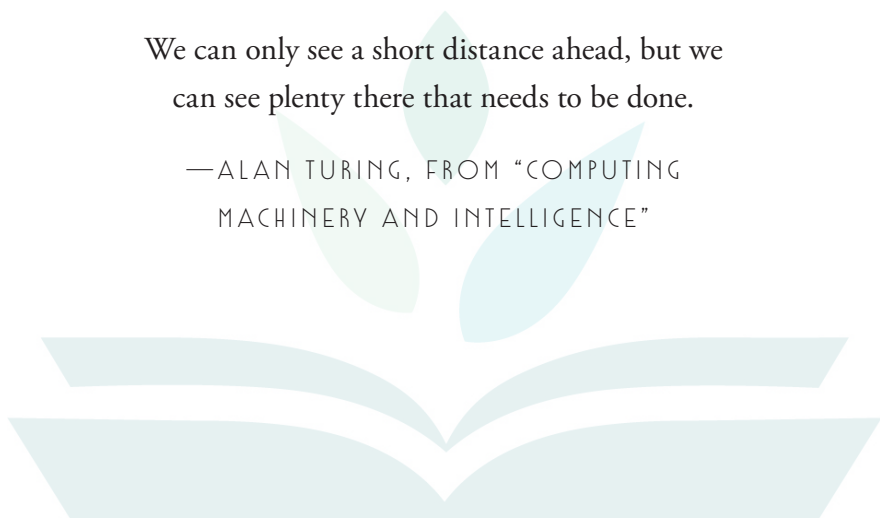 We can only see a short distance ahead, but we
can see plenty there that needs to be done.
—ALAN TURING, FROM “COMPUTING
MACHINERY AND INTELLIGENCE”